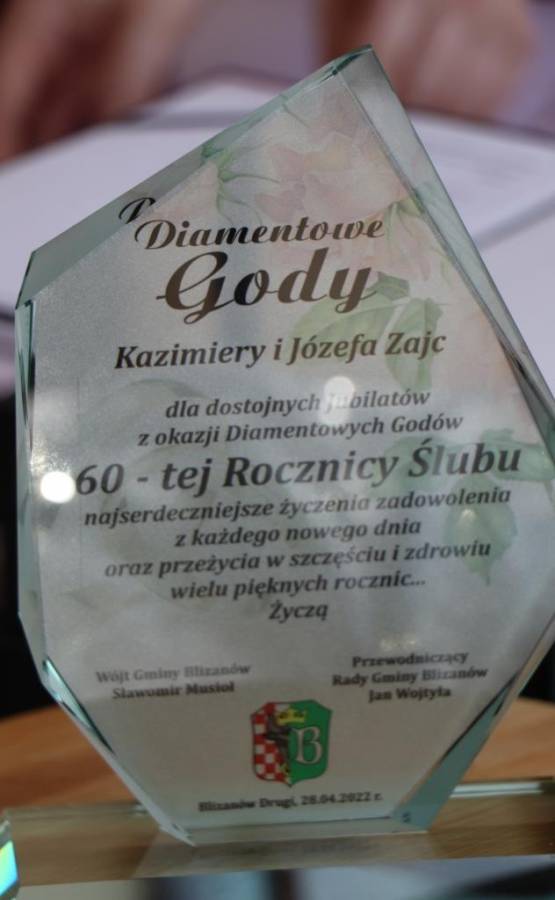 Diamentowe
Gody
Kazimiery i Józefa Zajc
dla dostojnych Jubilatów
z okazji Diamentowych Godów
60 - tej Rocznicy Ślubu
najserdeczniejsze życzenia zadowolenia
z każdego nowego dnia
oraz przeżycia w szczęściu i zdrowiu
wielu pięknych rocznic...
Życzą
Wójt Gminy Blizanów
Sławomir Musioł
Przewodniczący
Rady Gminy Blizanów
Jan Wojtyła
B
Blizanów Drugi, 28.04.2022 r.